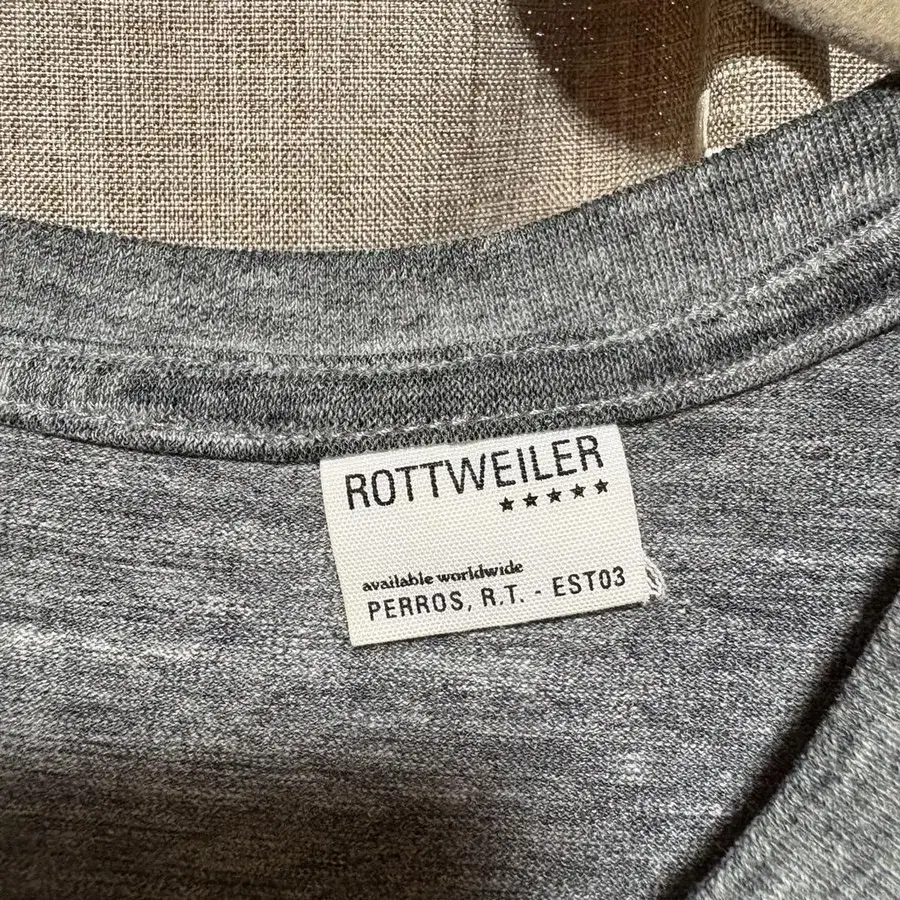 ROTTWEILER
★★★★★
available worldwide
PERROS, R.T. - EST03